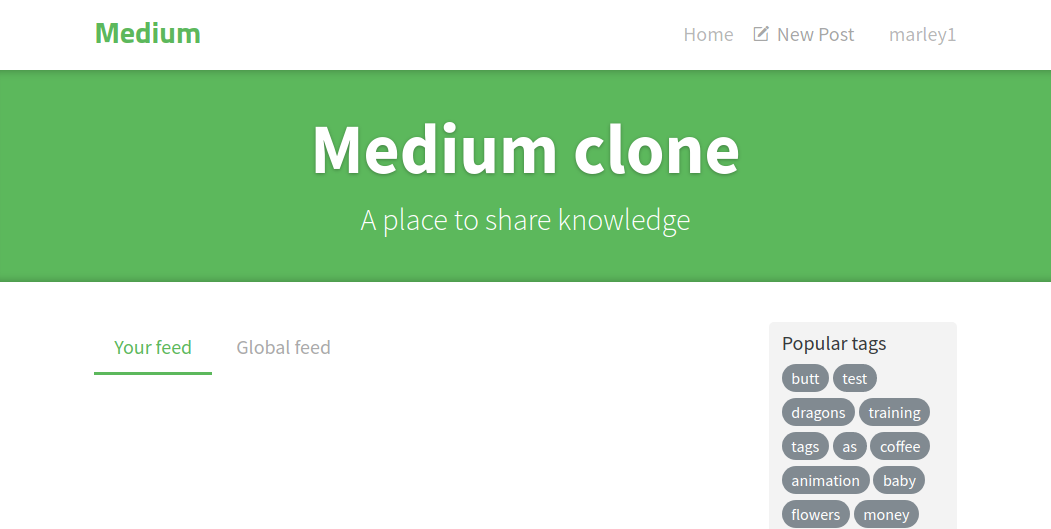 Medium Home New Post marley1
Medium clone
A place to share knowledge
Your feed Global feed
Popular tags
butt test
dragons training
tags as coffee
animation baby
flowers money